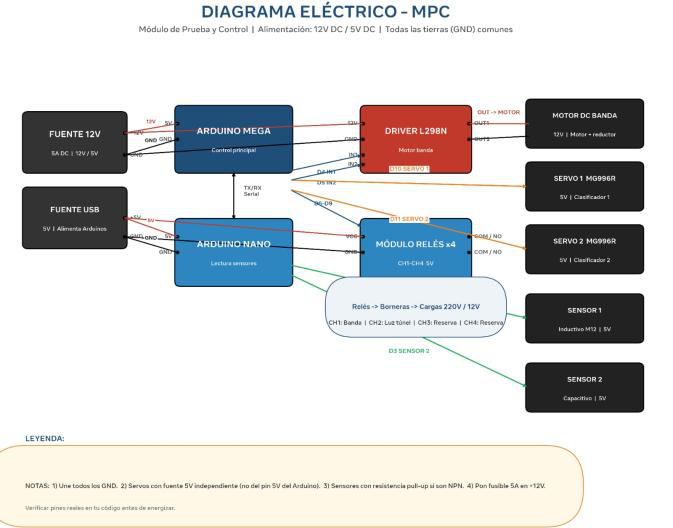 DIAGRAMA ELÉCTRICO - MPC
Módulo de Prueba y Control | Alimentación: 12V DC / 5V DC | Todas las tierras (GND) comunes
FUENTE 12V
5A DC | 12V / 5V
12V
12V
GND
GND
5V
GND
ARDUINO MEGA
Control principal
12V
GND
IN1
IN2
DRIVER L298N
Motor banda
OUT -> MOTOR
OUT1
OUT2
MOTOR DC BANDA
12V | Motor + reductor
D4 IN1
D5 IN2
D6-D9
D10 SERVO 1
SERVO 1 MG996R
5V | Clasificador 1
TX/RX
Serial
FUENTE USB
5V | Alimenta Arduinos
5V
5V
GND
GND
5V
GND
ARDUINO NANO
Lectura sensores
D11 SERVO 2
VCC
GND
MÓDULO RELÉS x4
CH1-CH4 5V
COM / NO
COM / NO
SERVO 2 MG996R
5V | Clasificador 2
Relés -> Borneras -> Cargas 220V / 12V
CH1: Banda | CH2: Luz túnel | CH3: Reserva | CH4: Reserva
SENSOR 1
Inductivo M12 | 5V
D3 SENSOR 2
SENSOR 2
Capacitivo | 5V
LEYENDA:
NOTAS: 1) Une todos los GND. 2) Servos con fuente 5V independiente (no del pin 5V del Arduino). 3) Sensores con resistencia pull-up si son NPN. 4) Pon fusible 5A en +12V.
Verificar pines reales en tu código antes de energizar.